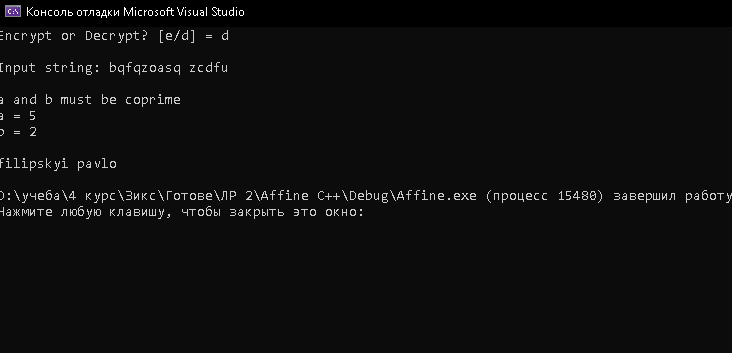 Консоль отладки Microsoft Visual Studio
Encrypt or Decrypt? [e/d] = d
Input string: bqfqzoasq zcdfu
a and b must be coprime
a = 5
b = 2
filipskyi pavlo
D:\учеба\4 курс\Зикс\Готове\ЛР 2\Affine C++\Debug\Affine.exe (процесс 15480) завершил работу
Нажмите любую клавишу, чтобы закрыть это окно: